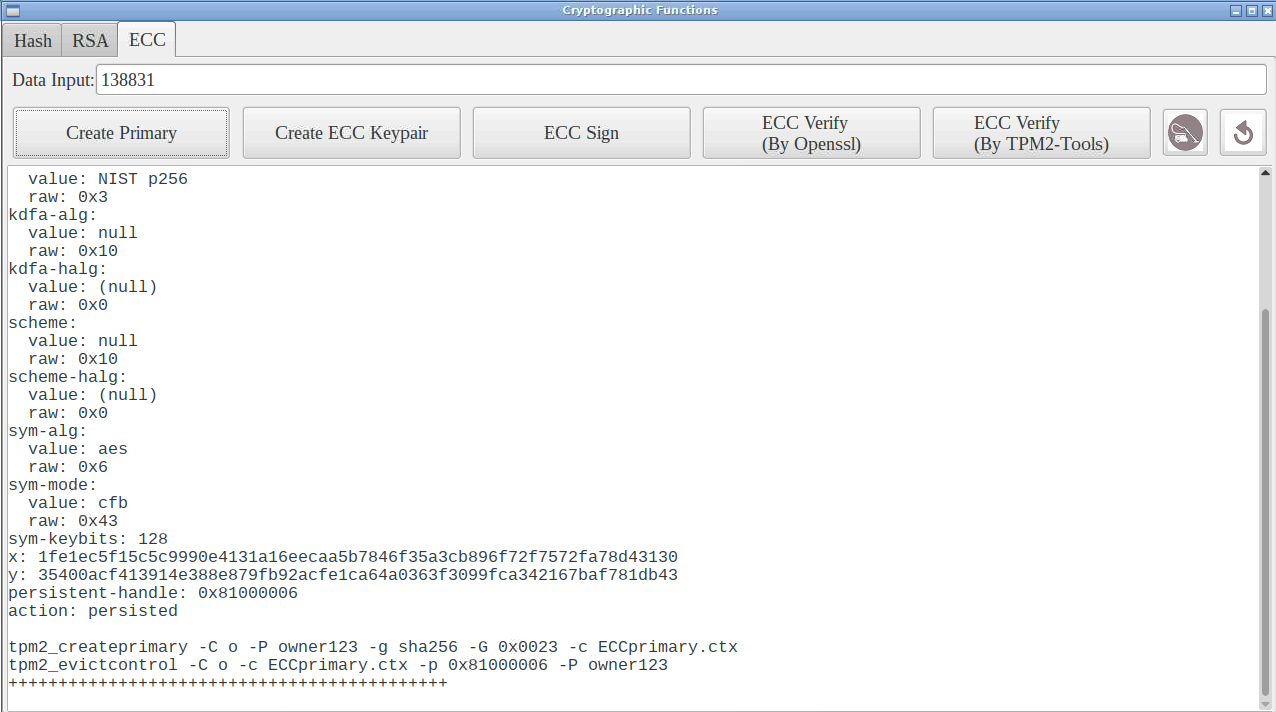 Cryptographic Functions
Hash RSA ECC
Data Input: 138831
Create Primary Create ECC Keypair ECC Sign ECC Verify (By Openssl) ECC Verify (By TPM2-Tools)
  value: NIST p256
  raw: 0x3
kdfa-alg:
  value: null
  raw: 0x10
kdfa-halg:
  value: (null)
  raw: 0x0
scheme:
  value: null
  raw: 0x10
scheme-halg:
  value: (null)
  raw: 0x0
sym-alg:
  value: aes
  raw: 0x6
sym-mode:
  value: cfb
  raw: 0x43
sym-keybits: 128
x: 1fe1ec5f15c5c9990e4131a16eecaa5b7846f35a3cb896f72f7572fa78d43130
y: 35400acf413914e388e879fb92acfe1ca64a0363f3099fca342167baf781db43
persistent-handle: 0x81000006
action: persisted
tpm2_createprimary -C o -P owner123 -g sha256 -G 0x0023 -c ECCprimary.ctx
tpm2_evictcontrol -C o -c ECCprimary.ctx -p 0x81000006 -P owner123
++++++++++++++++++++++++++++++++++++++++++++